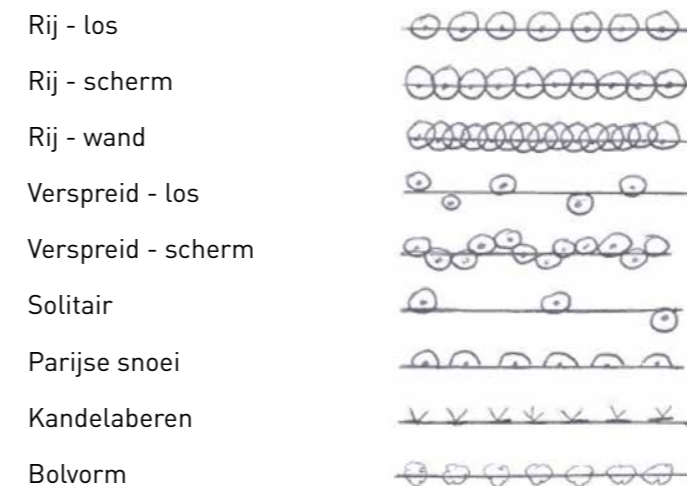 Rij - los
Rij - scherm
Rij - wand
Verspreid - los
Verspreid - scherm
Solitair
Parijse snoei
Kandelaberen
Bolvorm